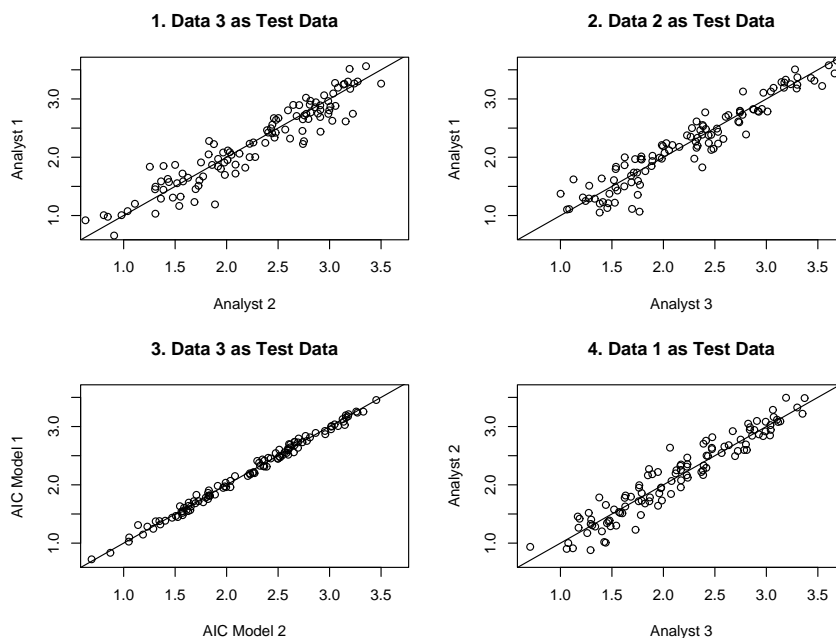 1. Data 3 as Test Data
Analyst 1
1.0 2.0 3.0
1.0 1.5 2.0 2.5 3.0 3.5
Analyst 2
2. Data 2 as Test Data
Analyst 1
1.0 2.0 3.0
1.0 1.5 2.0 2.5 3.0 3.5
Analyst 3
3. Data 3 as Test Data
AIC Model 1
1.0 2.0 3.0
1.0 1.5 2.0 2.5 3.0 3.5
AIC Model 2
4. Data 1 as Test Data
Analyst 2
1.0 2.0 3.0
1.0 1.5 2.0 2.5 3.0 3.5
Analyst 3